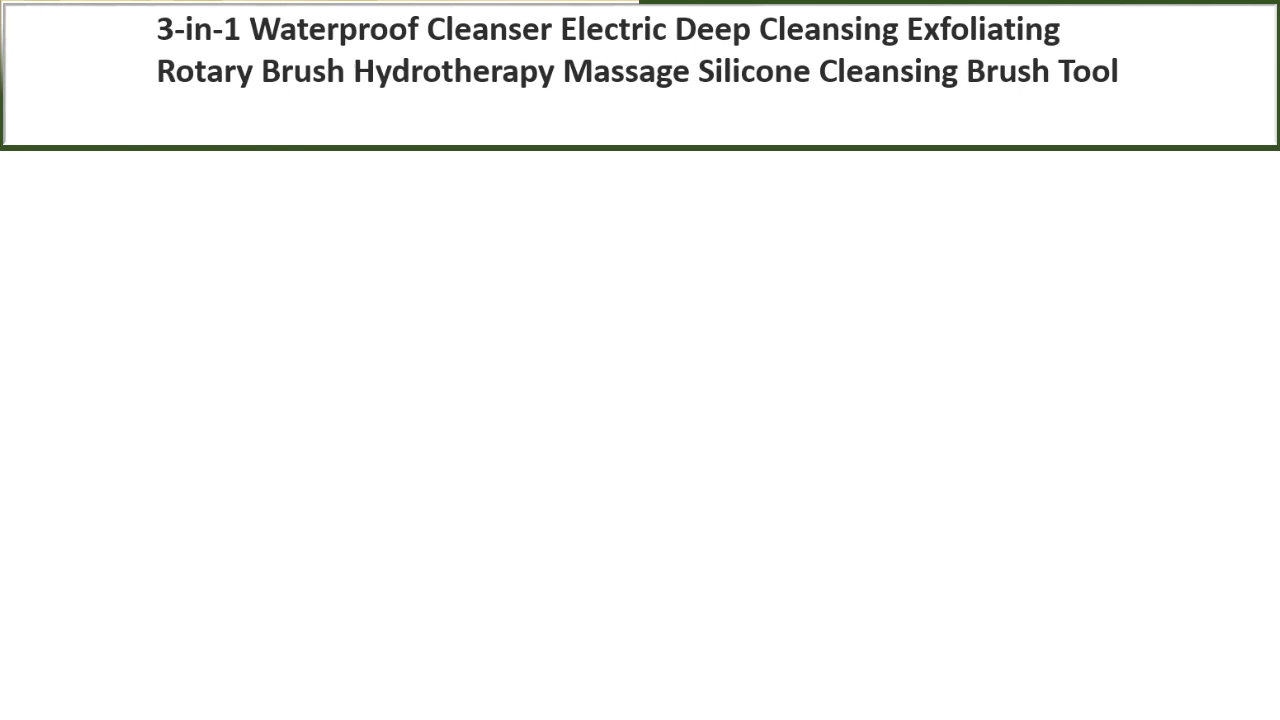 3-in-1 Waterproof Cleanser Electric Deep Cleansing Exfoliating
Rotary Brush Hydrotherapy Massage Silicone Cleansing Brush Tool